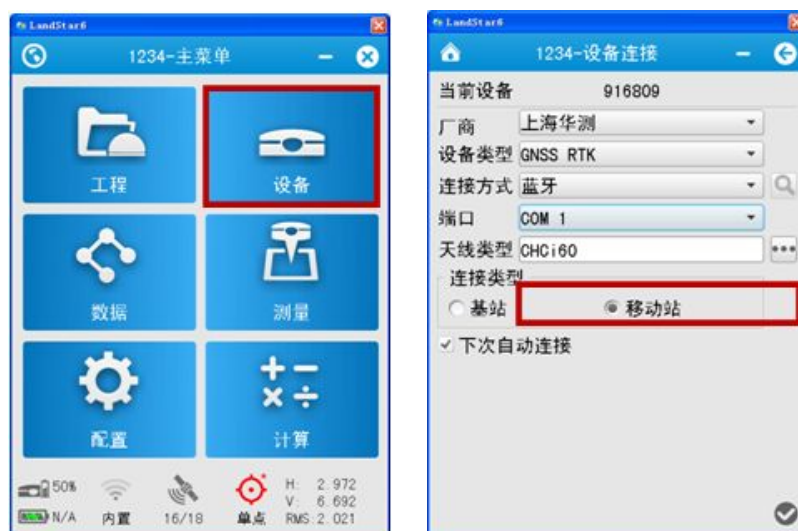 LandStar6
1234-主菜单
工程
设备
数据
测量
配置
计算
50%
N/A
内置
16/18
单点
H: 2.972
V: 6.692
RMS: 2.021
LandStar6
1234-设备连接
当前设备 916809
厂商 上海华测
设备类型 GNSS RTK
连接方式 蓝牙
端口 COM 1
天线类型 CHCi60
连接类型
基站 移动站
下次自动连接